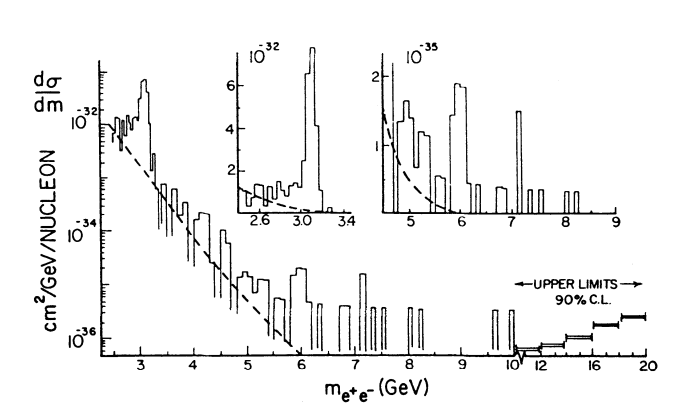 dσ
dm
cm²/GeV/NUCLEON
10⁻³²
10⁻³⁴
10⁻³⁶
10⁻³²
6
4
2
2.6 3.0 3.4
10⁻³⁵
2
1
5 6 7 8 9
←UPPER LIMITS→
90% C.L.
3 4 5 6 7 8 9 10 12 16 20
mₑ⁺ₑ⁻ (GeV)